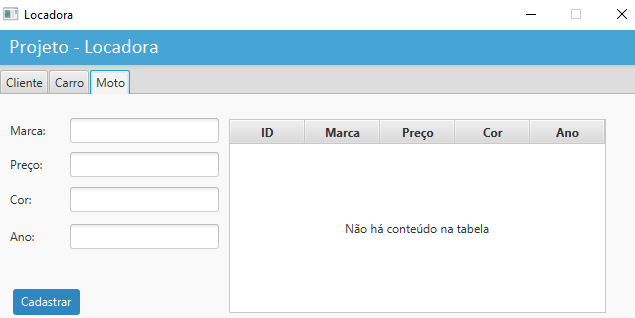 Locadora
Projeto - Locadora
Cliente Carro Moto
Marca:
Preço:
Cor:
Ano:
Cadastrar
ID Marca Preço Cor Ano
Não há conteúdo na tabela